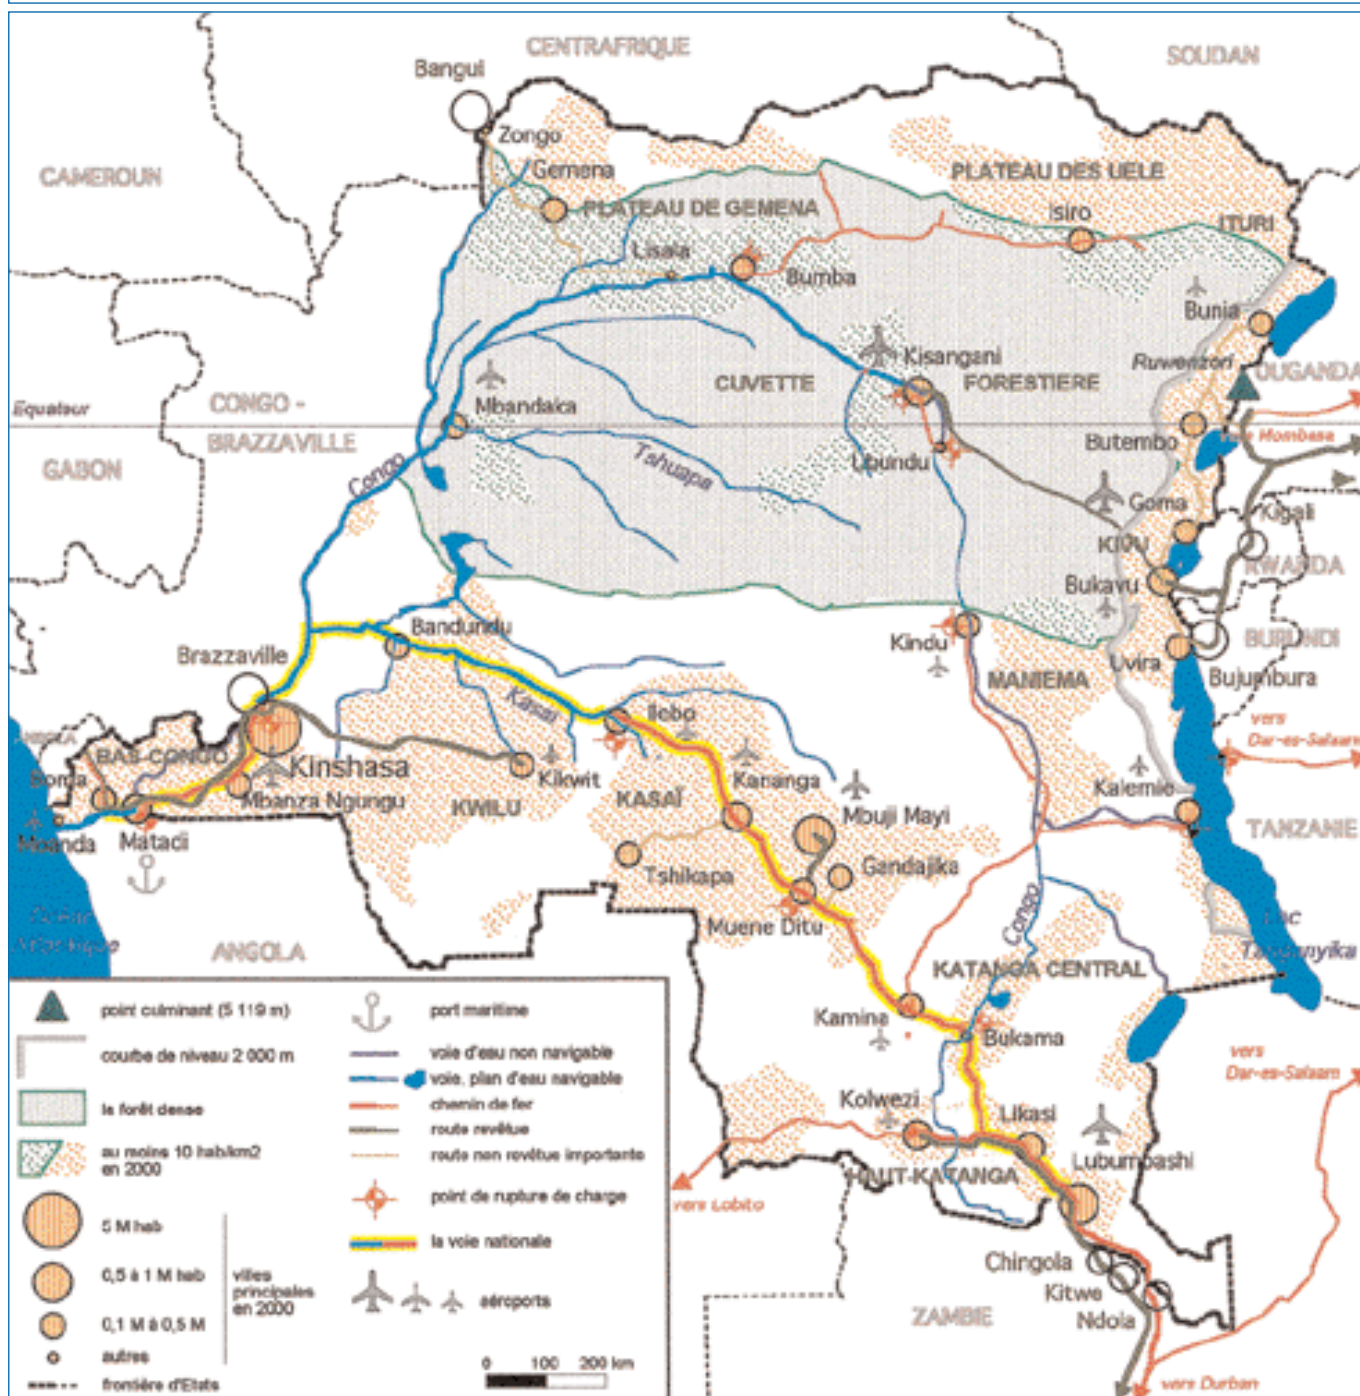 CENTRAFRIQUE
SOUDAN
Bangui
Zongo
CAMEROUN
Gemena
PLATEAU DES UELE
PLATEAU DE GEMENA
Isiro
ITURI
Lisala
Bumba
Bunia
Kisangani
Ruwenzori
OUGANDA
CUVETTE
FORESTIERE
Equateur
CONGO -
BRAZZAVILLE
Mbandaka
Butembo
vers Mombasa
GABON
Congo
Tshuapa
Ubundu
Goma
Kigali
KIVU
RWANDA
Bukavu
Bandundu
Kindu
BURUNDI
Brazzaville
Uvira
Bujumbura
MANIEMA
Kasai
Ilebo
vers
Dar-es-Salaam
BAS-CONGO
Kinshasa
Boma
Mbanza Ngungu
Kikwit
Kananga
Kalemie
KWILU
KASAÏ
Mbuji Mayi
Moanda
Matadi
TANZANIE
Tshikapa
Gandajika
Muene Ditu
Congo
Océan
Atlantique
ANGOLA
Lac
Tanganyika
KATANGA CENTRAL
Kamina
Bukama
vers
Dar-es-Salaam
Kolwezi
Likasi
Lubumbashi
HAUT-KATANGA
vers Lobito
Chingola
Kitwe
Ndola
ZAMBIE
vers Durban
point culminant (5 119 m)
courbe de niveau 2 000 m
la forêt dense
au moins 10 hab/km2
en 2000
5 M hab
0,5 à 1 M hab
0,1 M à 0,5 M
autres
villes
principales
en 2000
frontière d'Etats
port maritime
voie d'eau non navigable
voie, plan d'eau navigable
chemin de fer
route revêtue
route non revêtue importante
point de rupture de charge
la voie nationale
aéroports
0 100 200 km